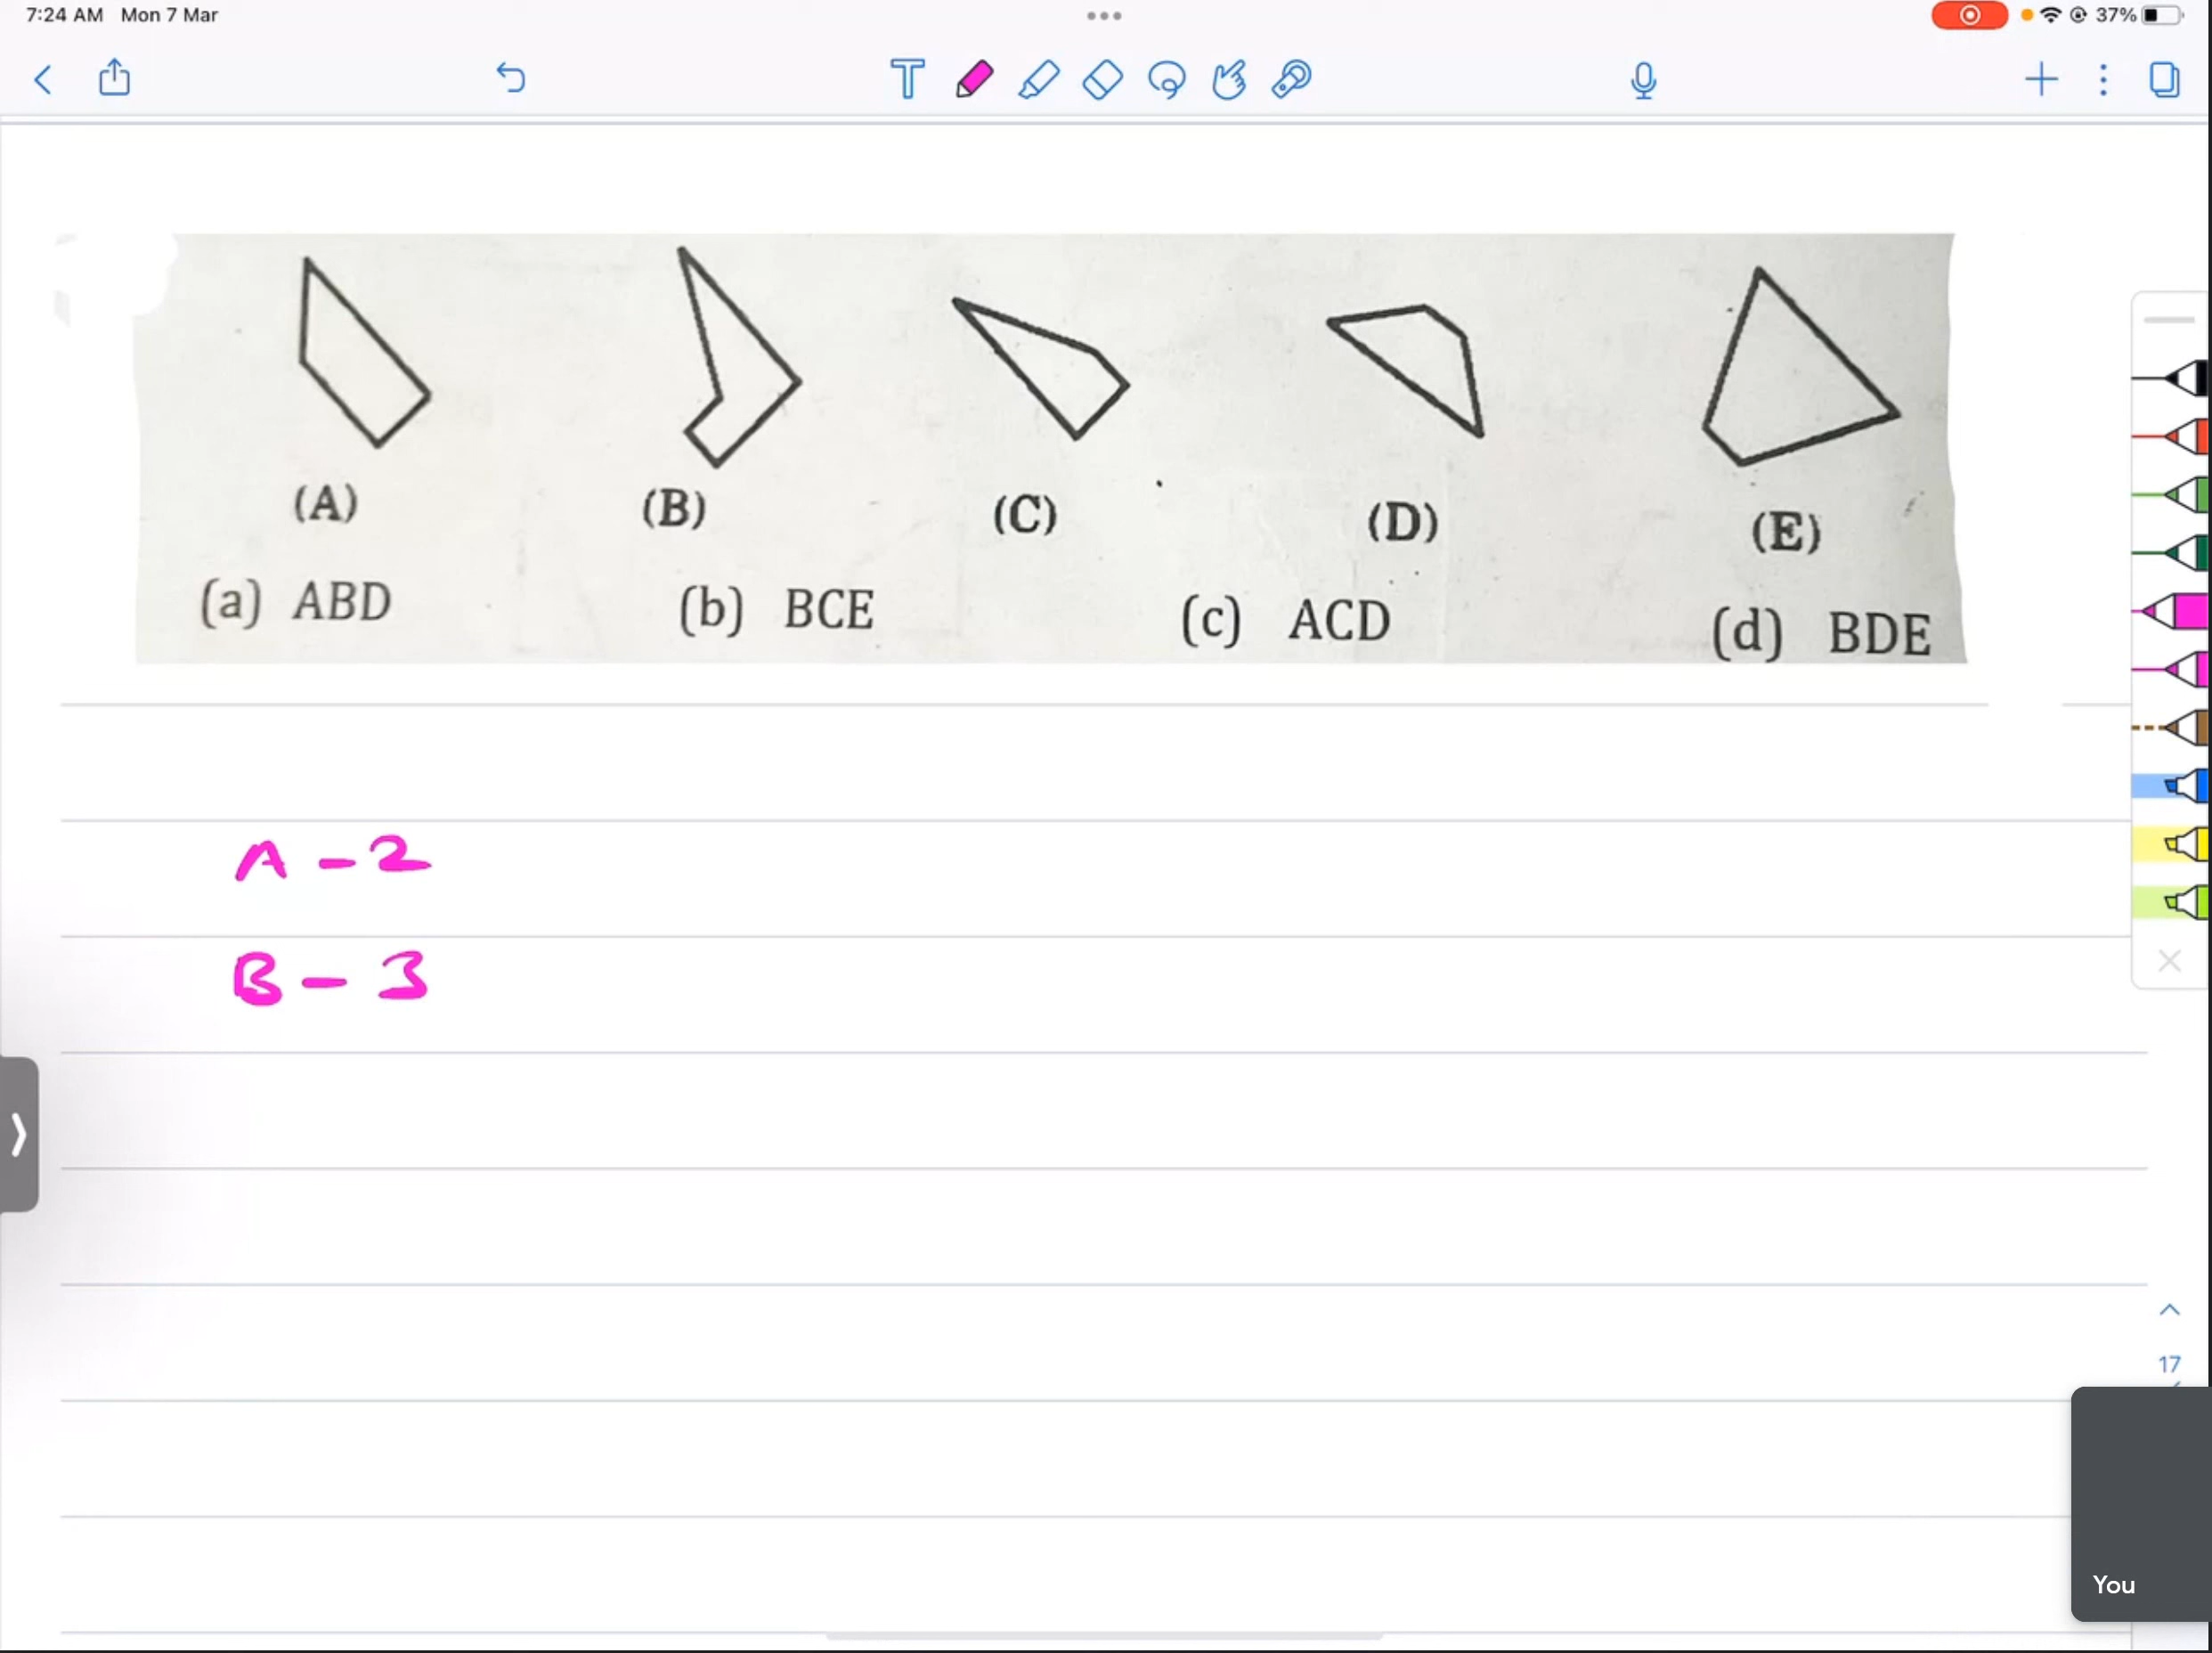 7:24 AM Mon 7 Mar
37%
(A) (B) (C) (D) (E)
(a) ABD (b) BCE (c) ACD (d) BDE
A - 2
B - 3
17
You